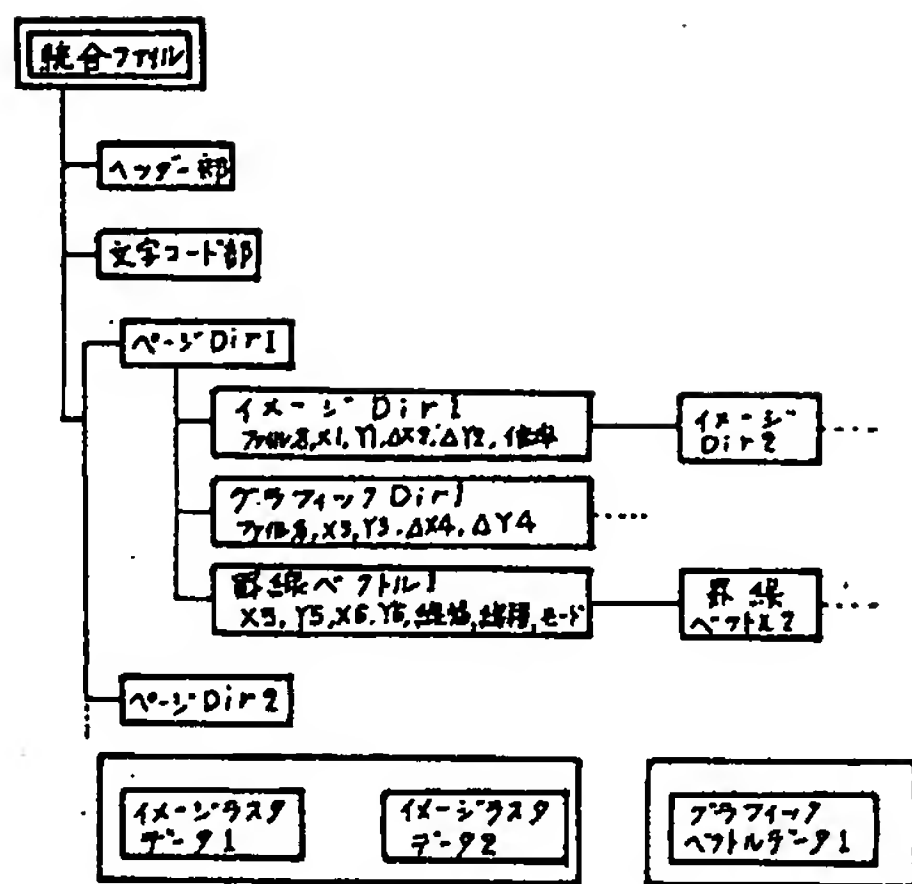 統合ファイル
ヘッダー部
文字コード部
ページDir1
イメージ Dir1
ファイル名,X1,Y1,ΔX2,ΔY2,倍率
イメージ
Dir2
グラフィックDir1
ファイル名,X3,Y3,ΔX4,ΔY4
罫線ベクトル1
X5,Y5,X6,Y6,線幅,モード
罫線
ベクトル2
ページDir2
イメージラスタ
データ1
イメージラスタ
データ2
グラフィック
ベクトルデータ1